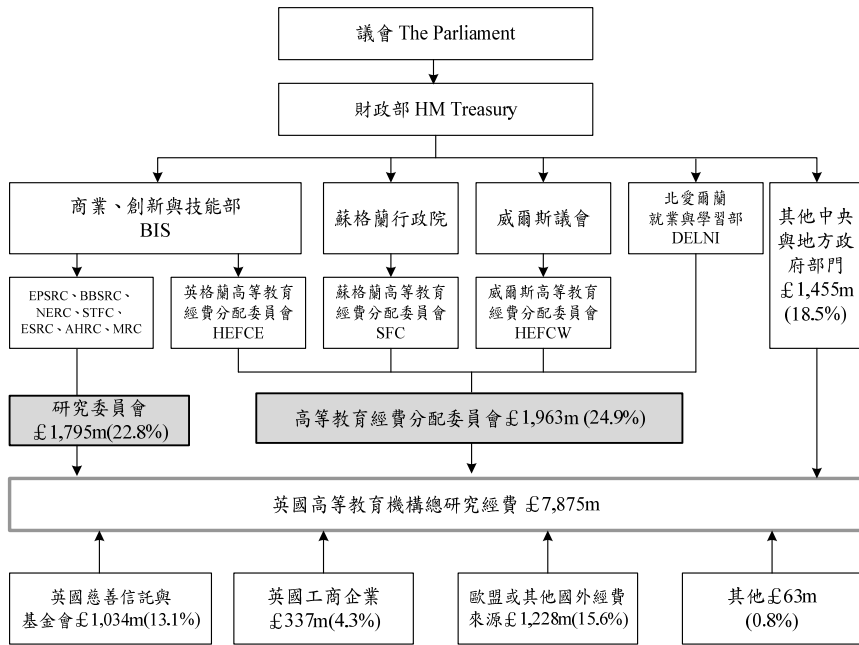 議會 The Parliament
財政部 HM Treasury
商業、創新與技能部
BIS
蘇格蘭行政院
威爾斯議會
北愛爾蘭
就業與學習部
DELNI
其他中央
與地方政
府部門
£1,455m
(18.5%)
EPSRC、BBSRC、
NERC、STFC、
ESRC、AHRC、MRC
英格蘭高等教育
經費分配委員會
HEFCE
蘇格蘭高等教育
經費分配委員會
SFC
威爾斯高等教育
經費分配委員會
HEFCW
研究委員會
£1,795m(22.8%)
高等教育經費分配委員會£1,963m (24.9%)
英國高等教育機構總研究經費 £7,875m
英國慈善信託與
基金會£1,034m(13.1%)
英國工商企業
£337m(4.3%)
歐盟或其他國外經費
來源£1,228m(15.6%)
其他£63m
(0.8%)